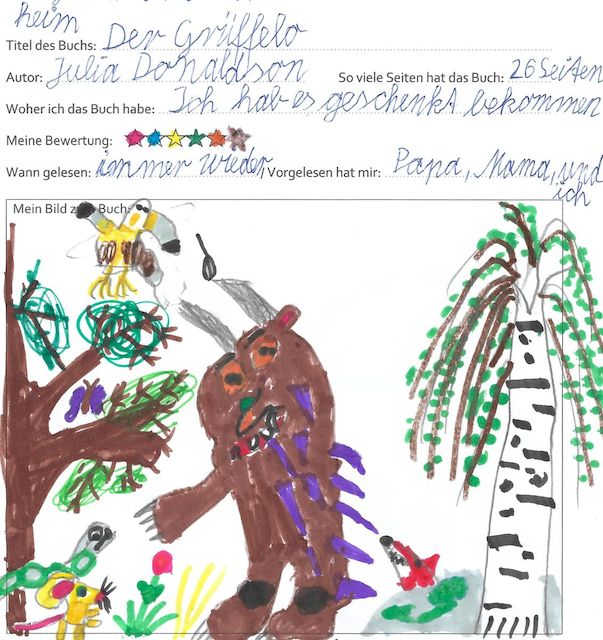 heim
Titel des Buchs: Der Grüffelo
Autor: Julia Donaldson So viele Seiten hat das Buch: 26 Seiten
Woher ich das Buch habe: Ich hab es geschenkt bekommen
Meine Bewertung:
Wann gelesen: immer wieder, Vorgelesen hat mir: Papa, Mama, und
ich
Mein Bild zum Buch: